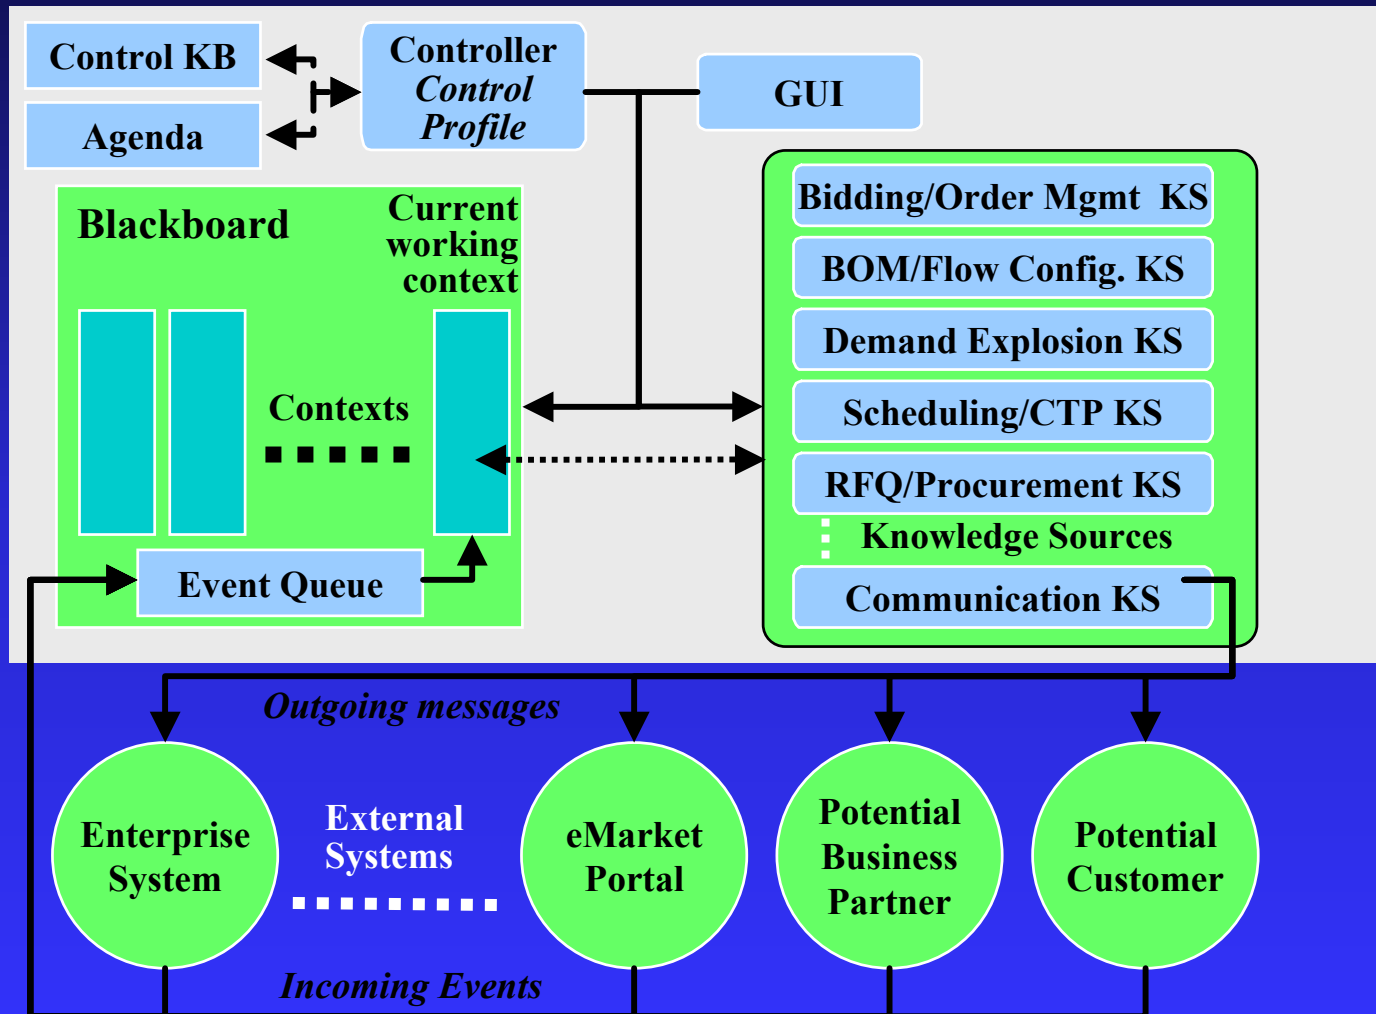 Control KB
Agenda
Controller
Control
Profile
GUI
Blackboard
Current
working
context
Contexts
Event Queue
Bidding/Order Mgmt KS
BOM/Flow Config. KS
Demand Explosion KS
Scheduling/CTP KS
RFQ/Procurement KS
Knowledge Sources
Communication KS
Outgoing messages
Enterprise
System
External
Systems
eMarket
Portal
Potential
Business
Partner
Potential
Customer
Incoming Events